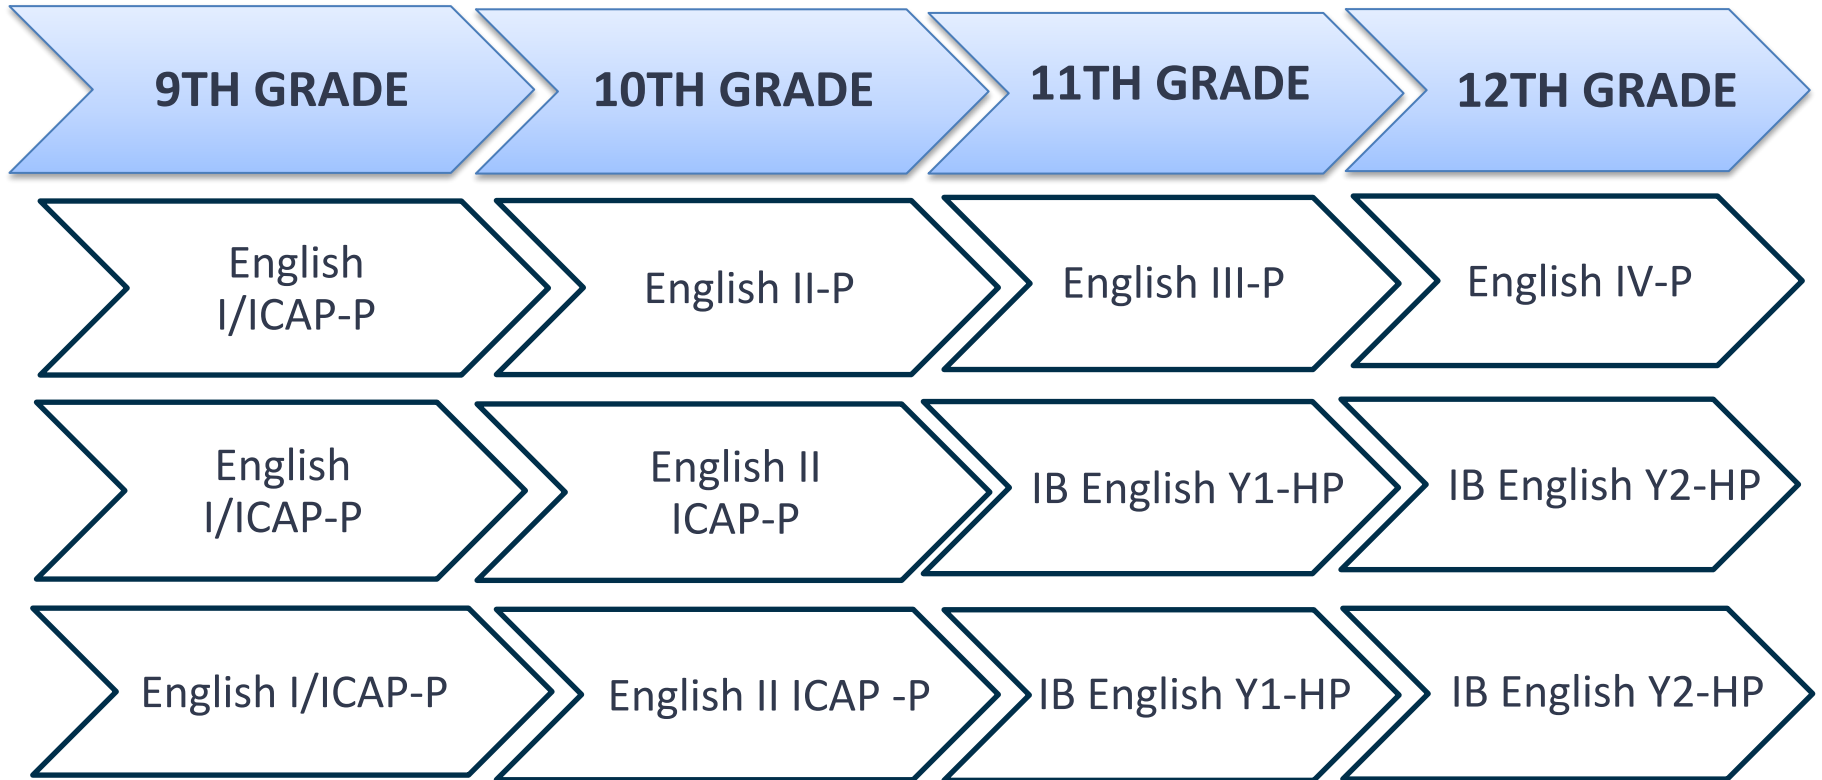 9TH GRADE
10TH GRADE
11TH GRADE
12TH GRADE
English
I/ICAP-P
English II-P
English III-P
English IV-P
English
I/ICAP-P
English II
ICAP-P
IB English Y1-HP
IB English Y2-HP
English I/ICAP-P
English II ICAP -P
IB English Y1-HP
IB English Y2-HP